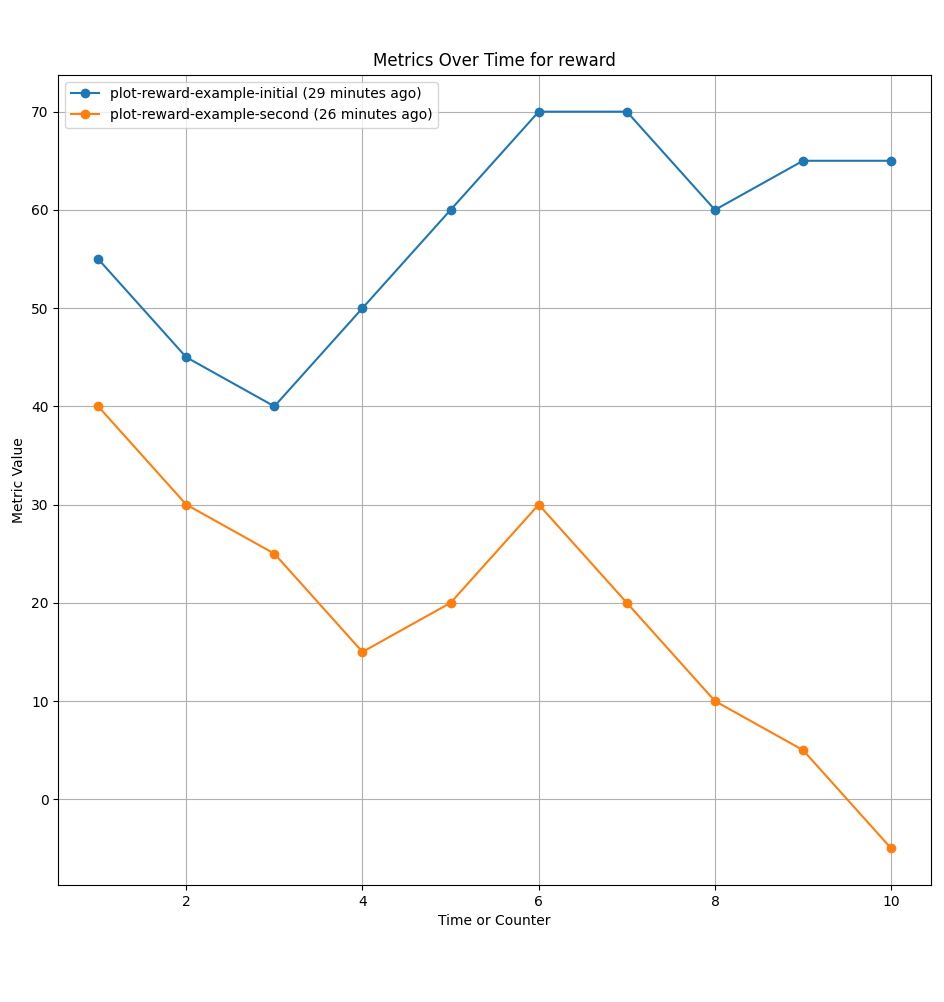 Metrics Over Time for reward
plot-reward-example-initial (29 minutes ago)
plot-reward-example-second (26 minutes ago)
70
60
50
40
30
20
10
0
Metric Value
2 4 6 8 10
Time or Counter